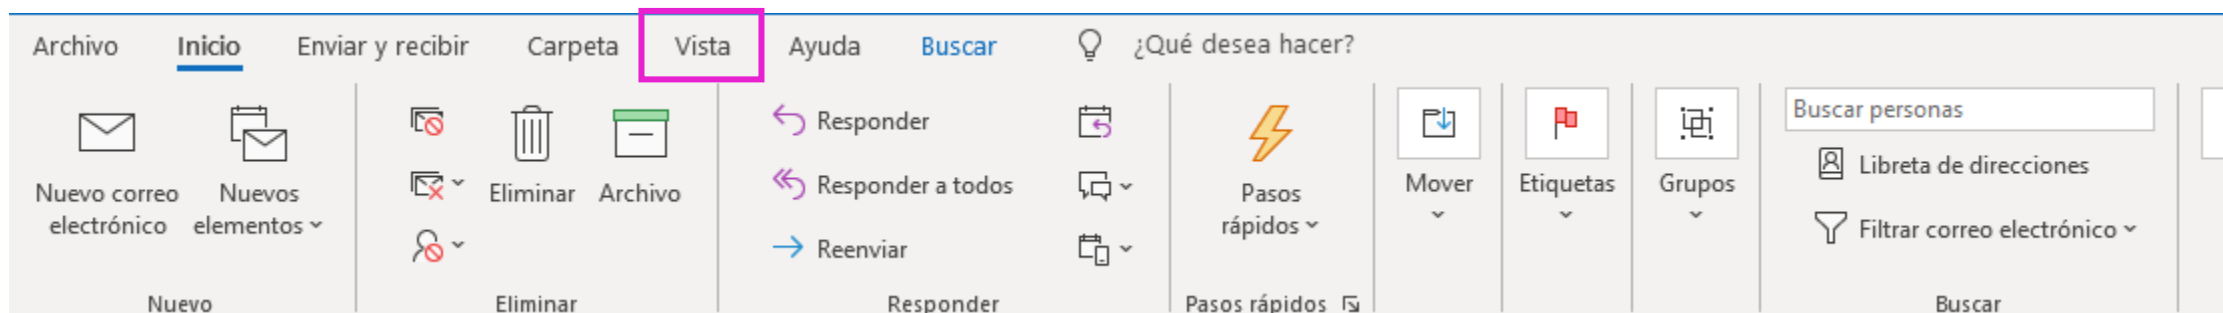 Archivo Inicio Enviar y recibir Carpeta Vista Ayuda Buscar ¿Qué desea hacer?
Nuevo correo
electrónico
Nuevos
elementos
Nuevo
Eliminar
Archivo
Eliminar
Responder
Responder a todos
Reenviar
Responder
Pasos
rápidos
Pasos rápidos
Mover
Etiquetas
Grupos
Buscar personas
Libreta de direcciones
Filtrar correo electrónico
Buscar